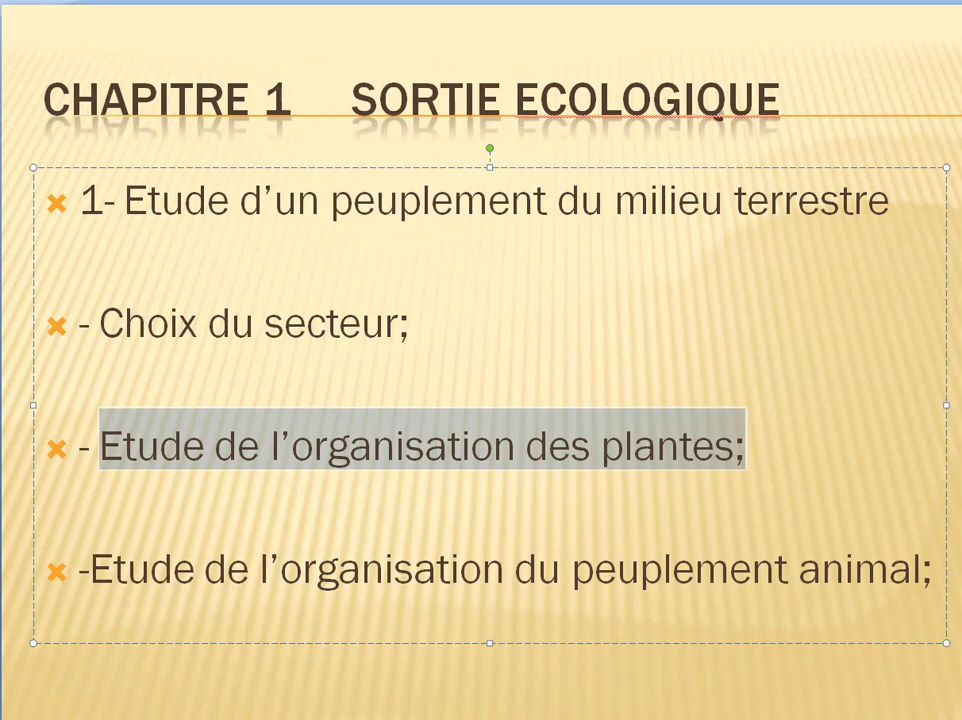 CHAPITRE 1 SORTIE ECOLOGIQUE
1- Etude d’un peuplement du milieu terrestre
- Choix du secteur;
- Etude de l’organisation des plantes;
-Etude de l’organisation du peuplement animal;